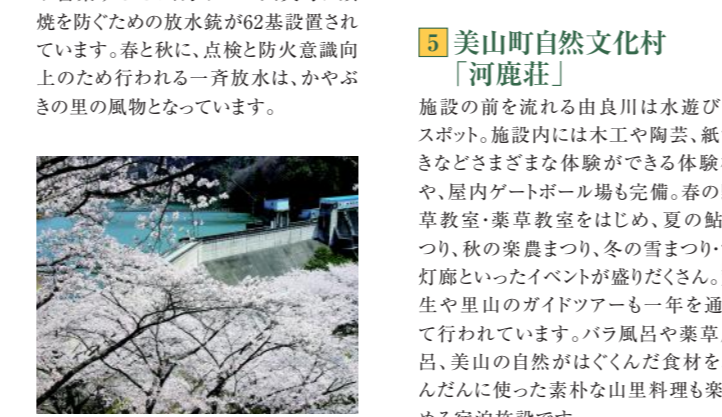 焼を防ぐための放水銃が62基設置され
ています。春と秋に、点検と防火意識向
上のため行われる一斉放水は、かやぶ
きの里の風物となっています。
5 美山町自然文化村
「河鹿荘」
施設の前を流れる由良川は水遊び
スポット。施設内には木工や陶芸、紙
きなどさまざまな体験ができる体験
や、屋内ゲートボール場も完備。春の
草教室・薬草教室をはじめ、夏の鮎
つり、秋の楽農まつり、冬の雪まつり・
灯廊といったイベントが盛りだくさん。
生や里山のガイドツアーも一年を通
て行われています。バラ風呂や薬草
呂、美山の自然がはぐくんだ食材を
んだんに使った素朴な山里料理も楽
める宿泊施設です。